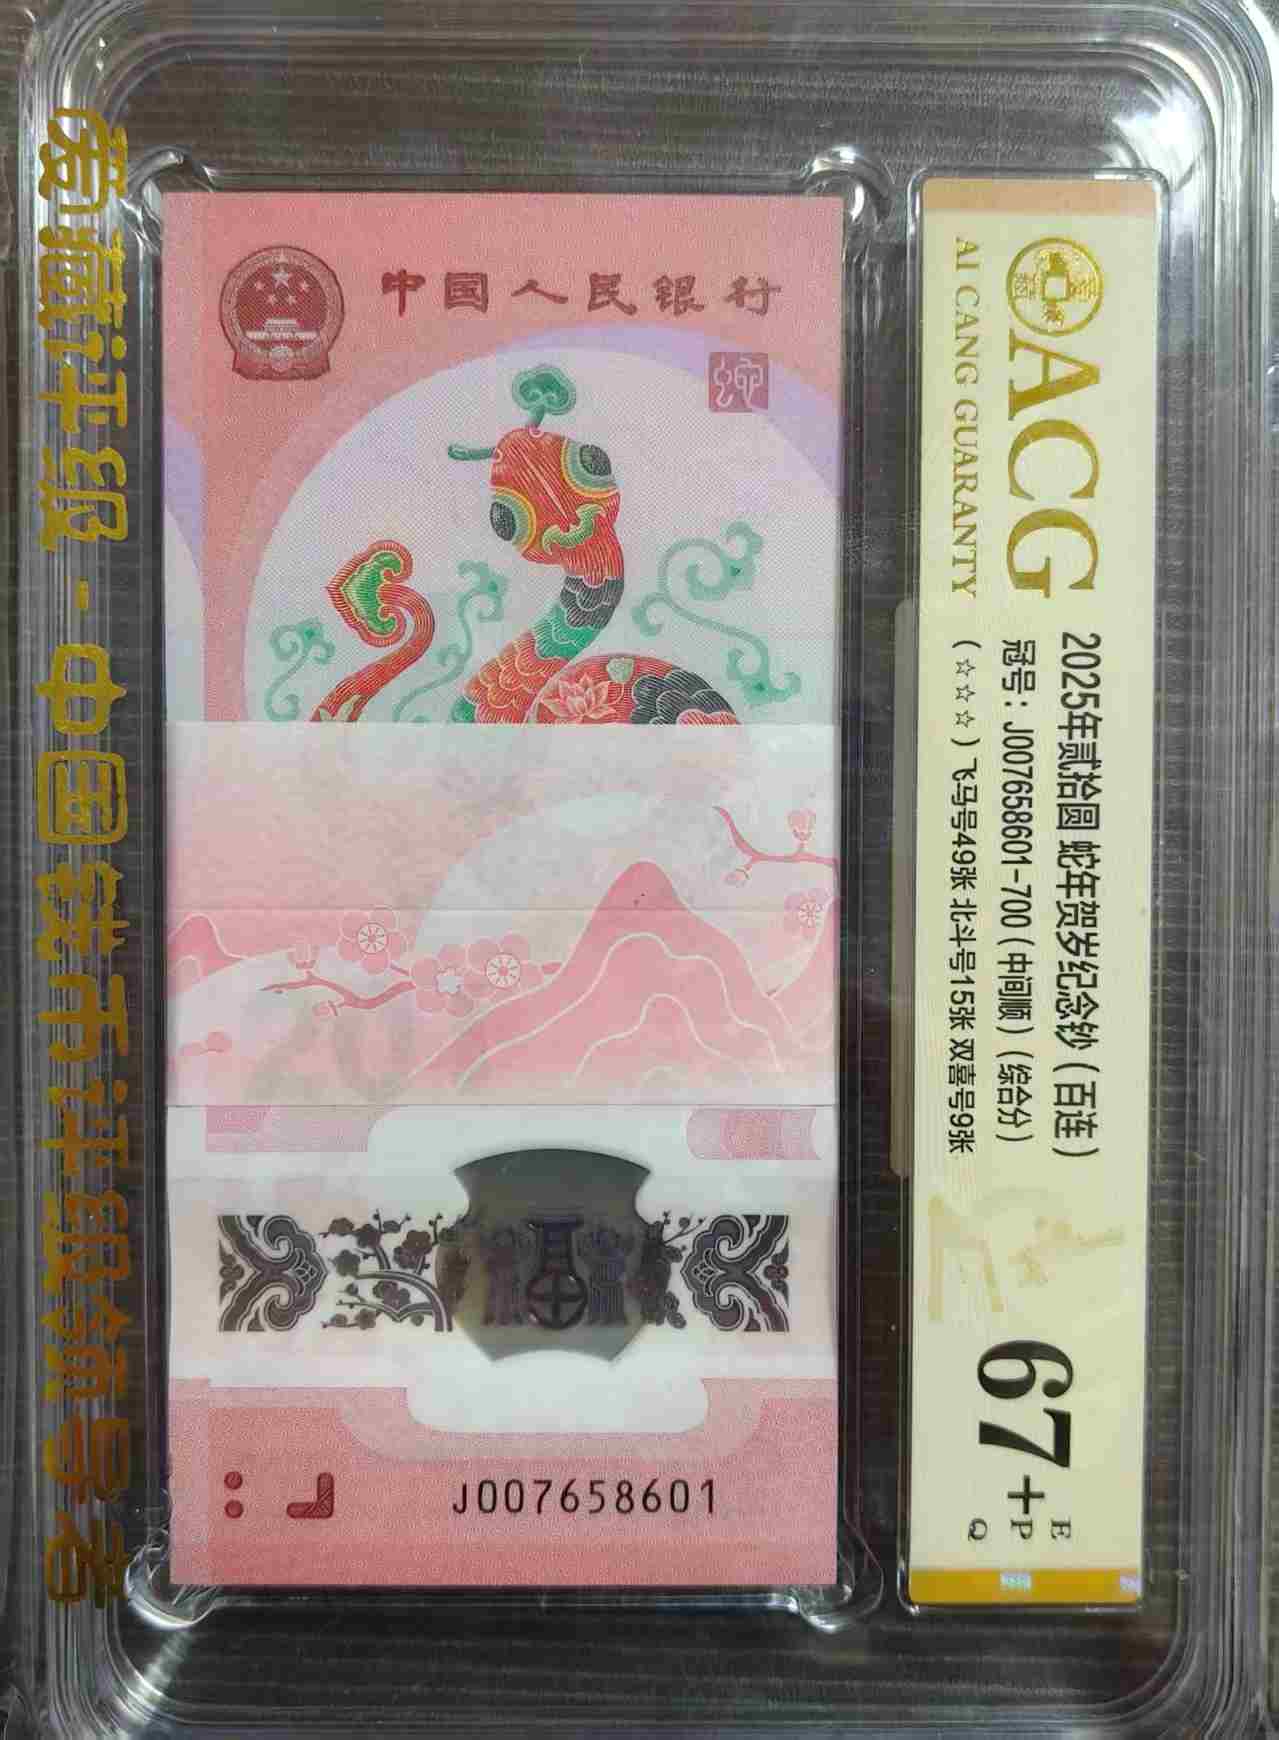 爱藏评级-中国钱币评级领号者
中国人民银行
蛇
J007658601
ACG
AI CANG GUARANTY
2025年贰拾圆 蛇年贺岁纪念钞（百连）
冠号：J007658601-700（中间顺）（综合分）
（☆☆☆）飞马号49张 北斗号15张 双喜号9张
67+
E
P
Q